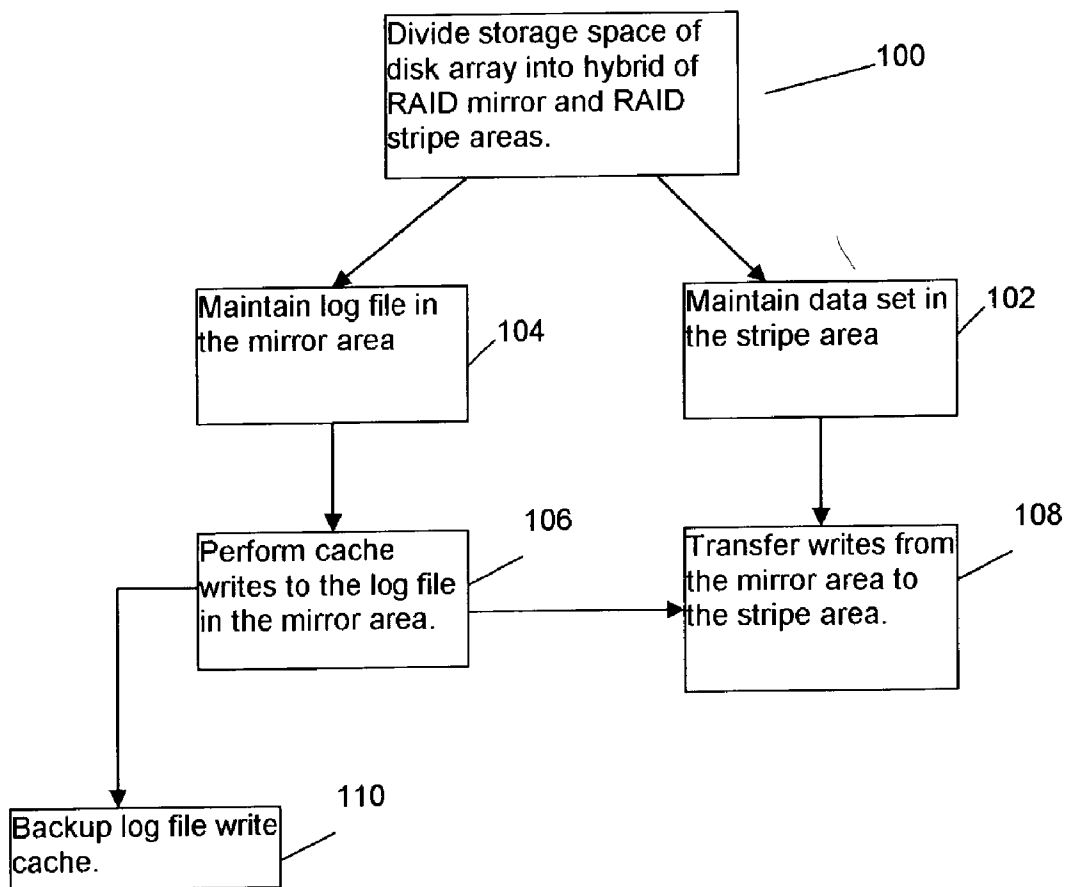 Divide storage space of
disk array into hybrid of
RAID mirror and RAID
stripe areas.
100
Maintain log file in
the mirror area
104
Maintain data set in
the stripe area
102
Perform cache
writes to the log file
in the mirror area.
106
Transfer writes from
the mirror area to
the stripe area.
108
Backup log file write
cache.
110